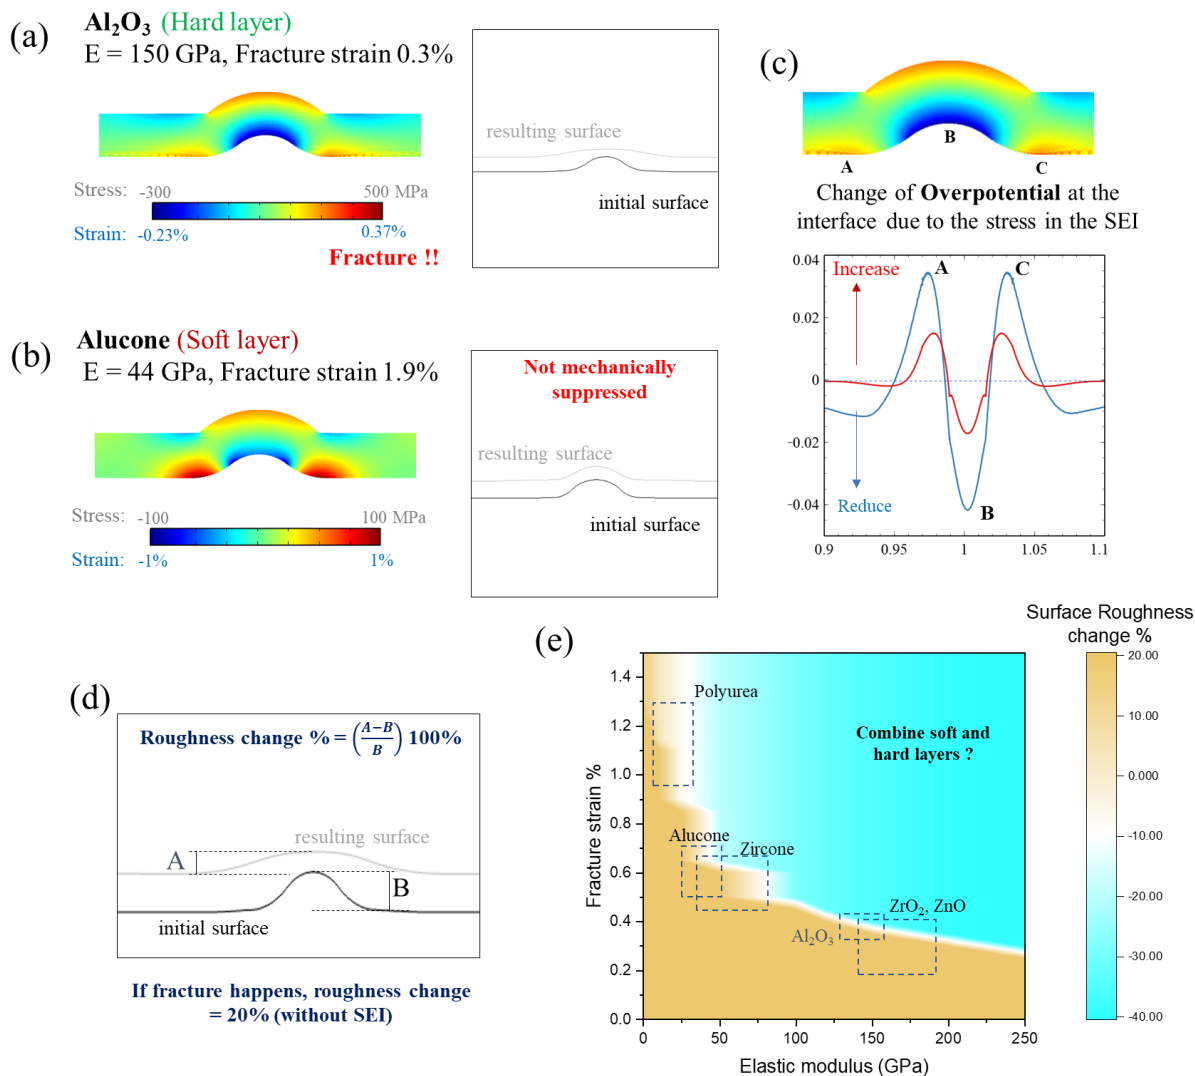 (a)
Al₂O₃ (Hard layer)
E = 150 GPa, Fracture strain 0.3%
Stress: -300 500 MPa
Strain: -0.23% 0.37%
Fracture !!
resulting surface
initial surface
(b)
Alucone (Soft layer)
E = 44 GPa, Fracture strain 1.9%
Stress: -100 100 MPa
Strain: -1% 1%
Not mechanically
suppressed
resulting surface
initial surface
(c)
B
A C
Change of Overpotential at the
interface due to the stress in the SEI
0.04
0.02
0
-0.02
-0.04
Increase
A C
Reduce
B
0.9 0.95 1 1.05 1.1
(d)
Roughness change % = (A−B/B) 100%
resulting surface
A
B
initial surface
If fracture happens, roughness change
= 20% (without SEI)
(e)
Surface Roughness
change %
20.00
10.00
0.000
-10.00
-20.00
-30.00
-40.00
Fracture strain %
1.4
1.2
1.0
0.8
0.6
0.4
0.2
0.0
Polyurea
Combine soft and
hard layers ?
Alucone
Zircone
ZrO₂, ZnO
Al₂O₃
0 50 100 150 200 250
Elastic modulus (GPa)